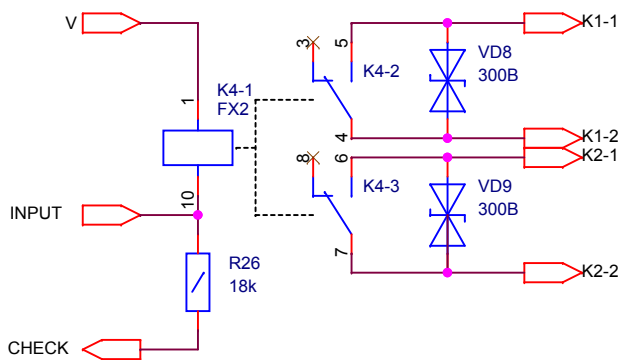 V
1
K4-1
FX2
INPUT
10
R26
18k
CHECK
3
5
K4-2
4
VD8
300B
K1-1
K1-2
K2-1
8
6
K4-3
7
VD9
300B
K2-2